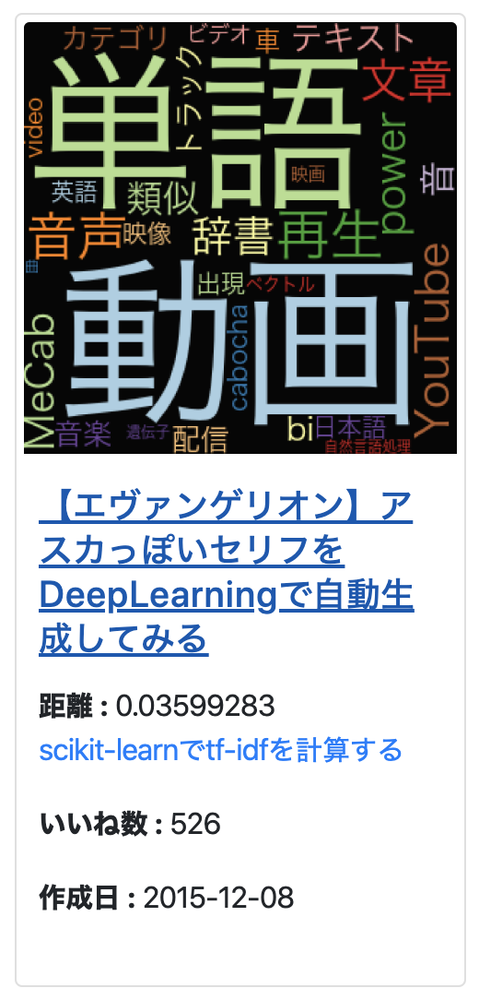 カテゴリ
ビデオ
車
テキスト
video
単語
トラック
文章
power
音
英語
類似
映画
音声
映像
辞書
再生
曲
動画
出現
ベクトル
cabocha
YouTube
MeCab
音楽
遺伝子
配信
bi
日本語
自然言語処理
【エヴァンゲリオン】ア
スカっぽいセリフを
DeepLearningで自動生
成してみる
距離 : 0.03599283
scikit-learnでtf-idfを計算する
いいね数 : 526
作成日 : 2015-12-08